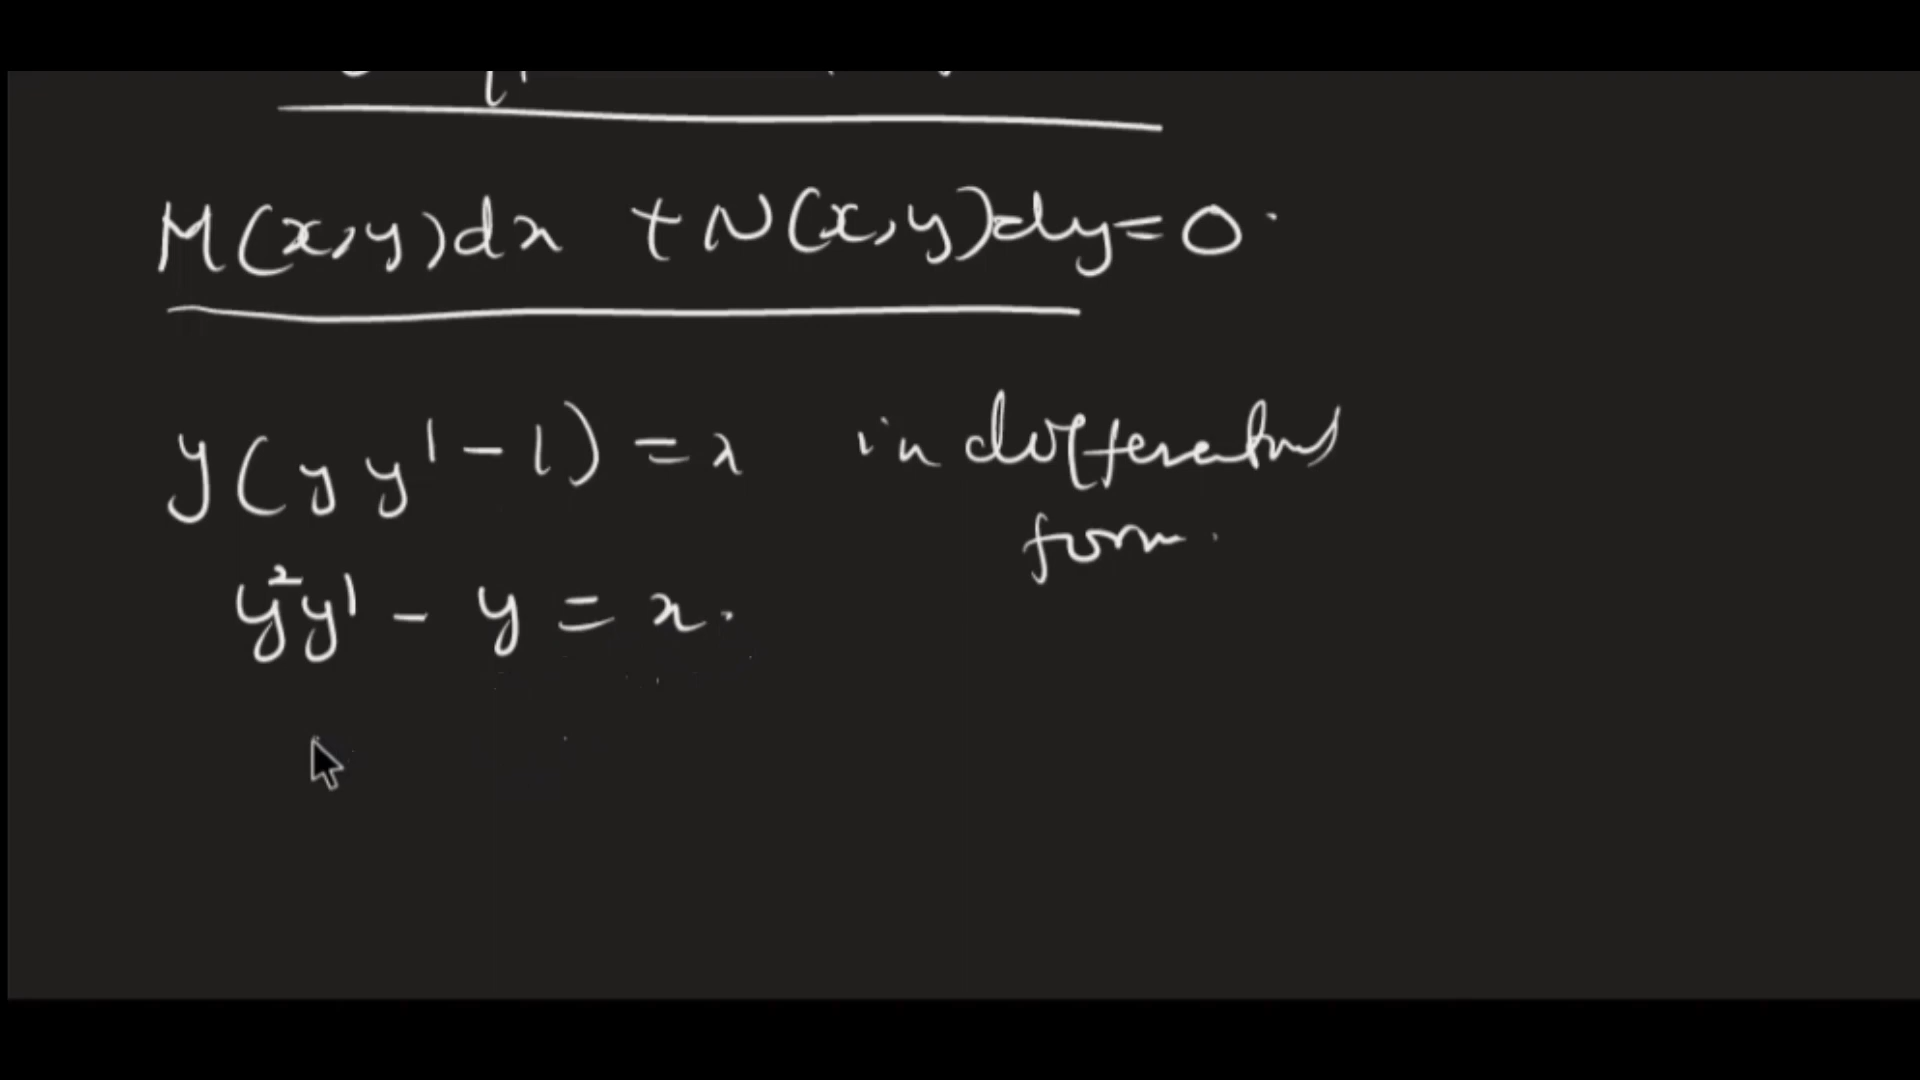 M(x,y)dx + N(x,y)dy=0.
y(yy'-1) = x in differential
form.
y²y' - y = x.